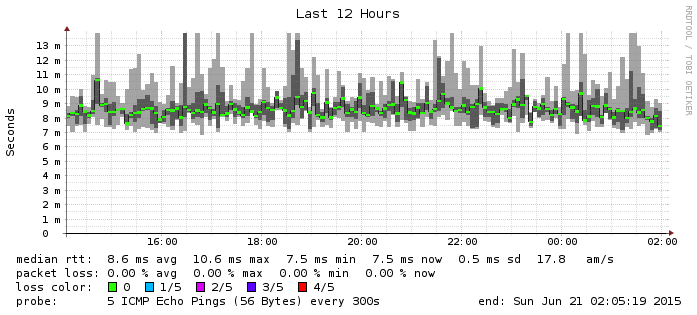 Last 12 Hours
RRDTOOL / TOBI OETIKER
Seconds
13 m
12 m
11 m
10 m
9 m
8 m
7 m
6 m
5 m
4 m
3 m
2 m
1 m
0
16:00 18:00 20:00 22:00 00:00 02:00
median rtt: 8.6 ms avg 10.6 ms max 7.5 ms min 7.5 ms now 0.5 ms sd 17.8 am/s
packet loss: 0.00 % avg 0.00 % max 0.00 % min 0.00 % now
loss color: 0 1/5 2/5 3/5 4/5
probe: 5 ICMP Echo Pings (56 Bytes) every 300s end: Sun Jun 21 02:05:19 2015